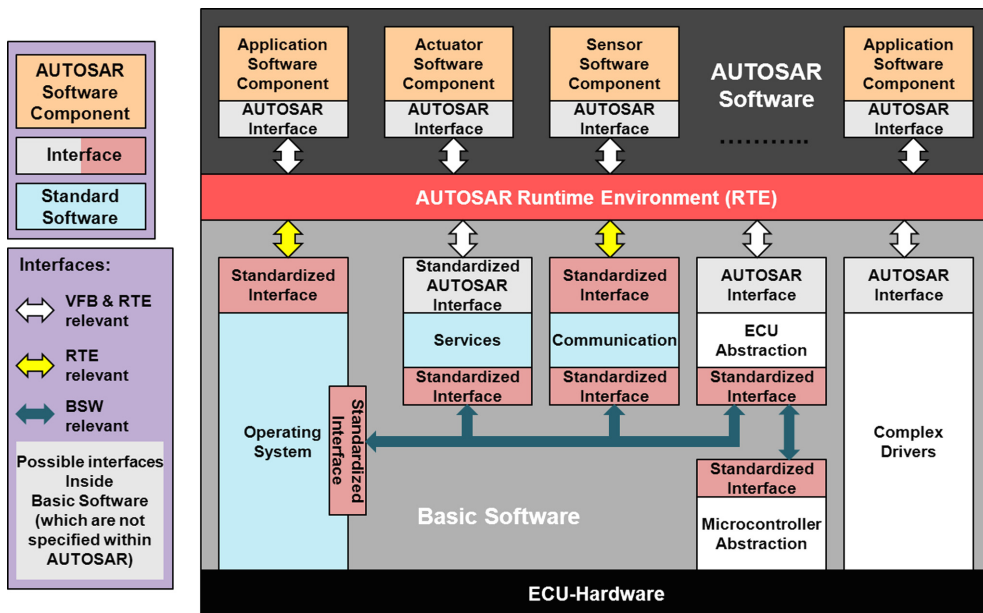 AUTOSAR
Software
Component
Interface
Standard
Software
Interfaces:
VFB & RTE
relevant
RTE
relevant
BSW
relevant
Possible interfaces
Inside
Basic Software
(which are not
specified within
AUTOSAR)
Application
Software
Component
AUTOSAR
Interface
Actuator
Software
Component
AUTOSAR
Interface
Sensor
Software
Component
AUTOSAR
Interface
AUTOSAR
Software
...........
Application
Software
Component
AUTOSAR
Interface
AUTOSAR Runtime Environment (RTE)
Standardized
Interface
Operating
System
Standardized
Interface
Standardized
AUTOSAR
Interface
Services
Standardized
Interface
Standardized
Interface
Communication
Standardized
Interface
AUTOSAR
Interface
ECU
Abstraction
Standardized
Interface
Standardized
Interface
Microcontroller
Abstraction
AUTOSAR
Interface
Complex
Drivers
Basic Software
ECU-Hardware